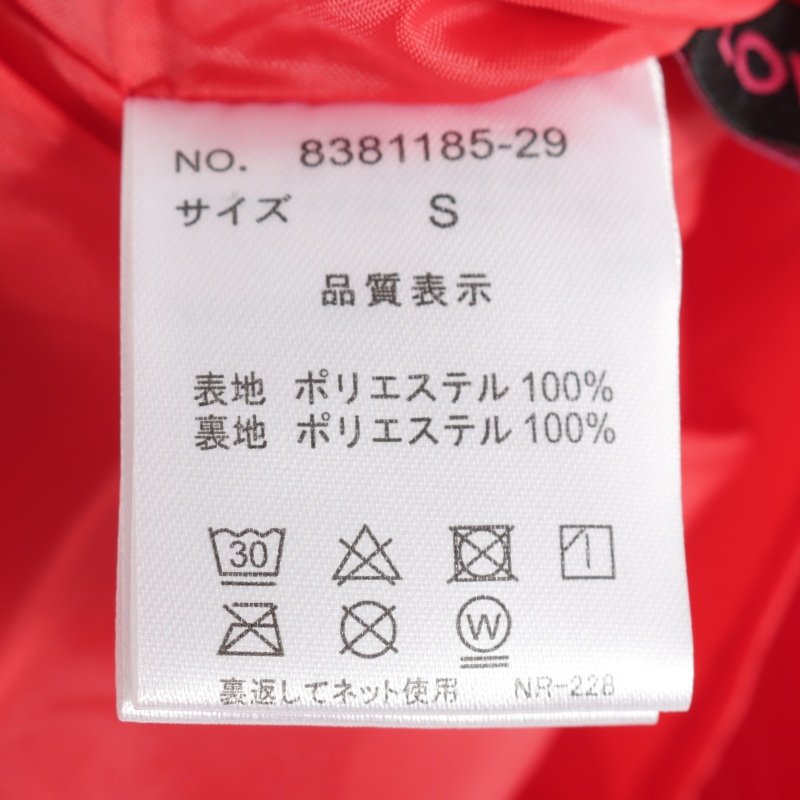 NO. 8381185-29
サイズ S
品質表示
表地 ポリエステル 100%
裏地 ポリエステル 100%
30
W
裏返してネット使用 NR-228